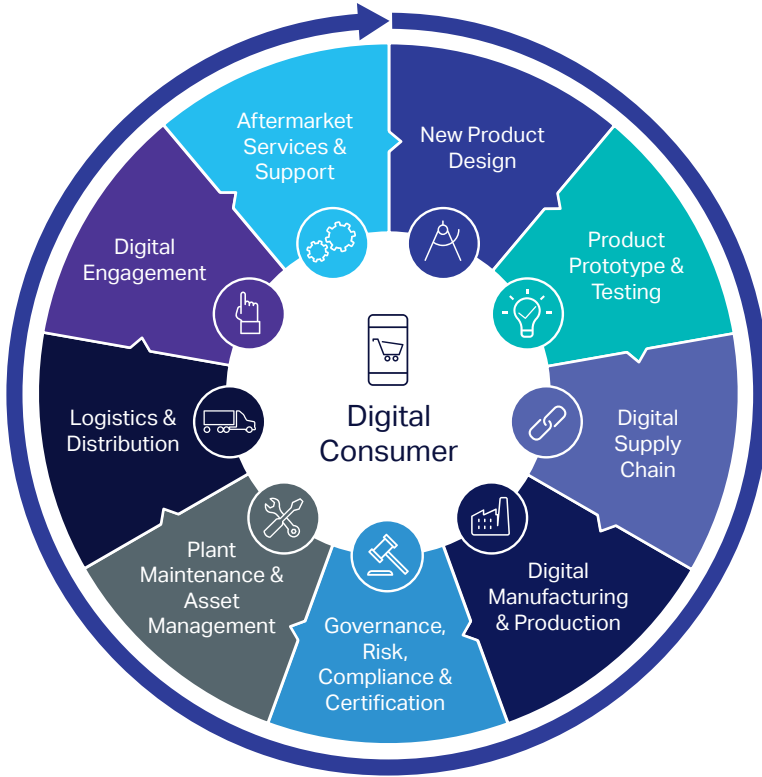 New Product
Design
Product
Prototype &
Testing
Digital
Supply
Chain
Digital
Manufacturing
& Production
Governance,
Risk,
Compliance &
Certification
Plant
Maintenance &
Asset
Management
Logistics &
Distribution
Digital
Engagement
Aftermarket
Services &
Support
Digital
Consumer